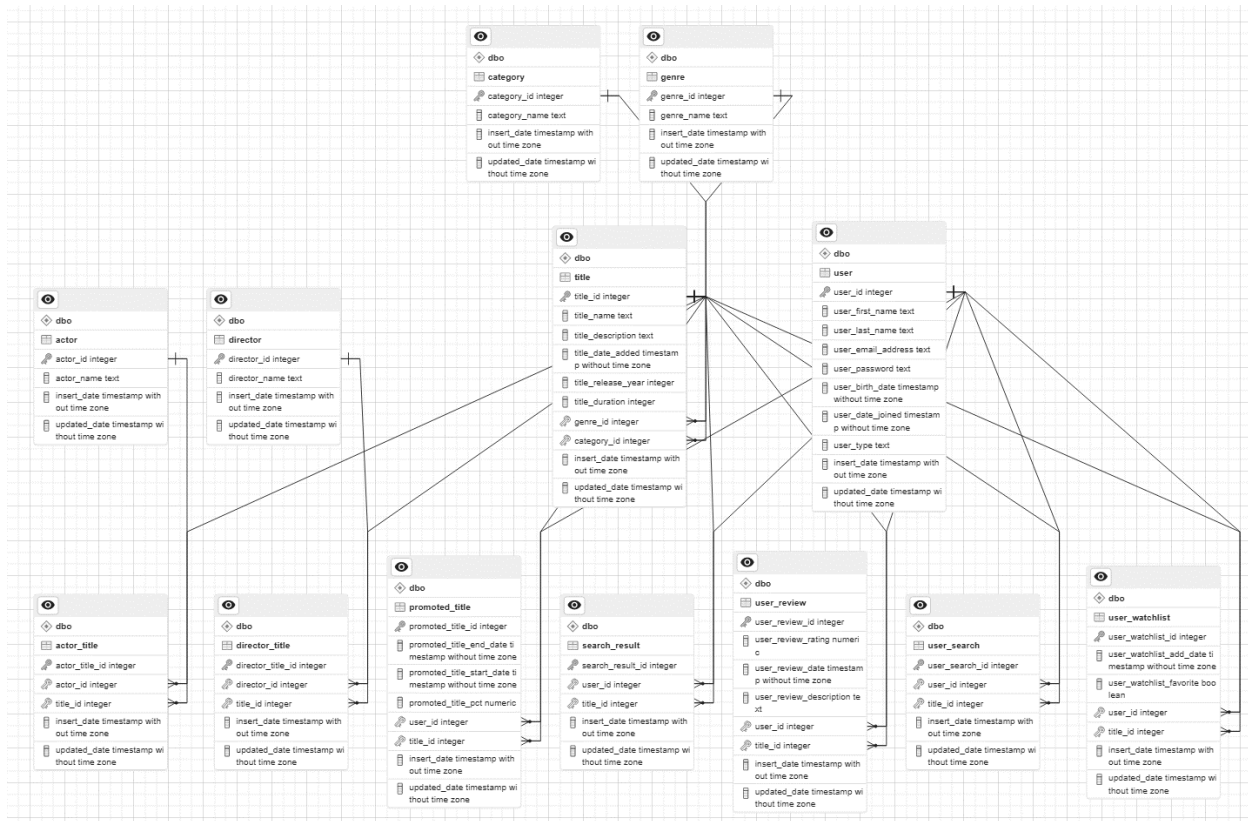 dbo
category
category_id integer
category_name text
insert_date timestamp with
out time zone
updated_date timestamp wi
thout time zone
dbo
genre
genre_id integer
genre_name text
insert_date timestamp with
out time zone
updated_date timestamp wi
thout time zone
dbo
title
title_id integer
title_name text
title_description text
title_date_added timestam
p without time zone
title_release_year integer
title_duration integer
genre_id integer
category_id integer
insert_date timestamp with
out time zone
updated_date timestamp wi
thout time zone
dbo
user
user_id integer
user_first_name text
user_last_name text
user_email_address text
user_password text
user_birth_date timestamp
without time zone
user_date_joined timestam
p without time zone
user_type text
insert_date timestamp with
out time zone
updated_date timestamp wi
thout time zone
dbo
actor
actor_id integer
actor_name text
insert_date timestamp with
out time zone
updated_date timestamp wi
thout time zone
dbo
director
director_id integer
director_name text
insert_date timestamp with
out time zone
updated_date timestamp wi
thout time zone
dbo
actor_title
actor_title_id integer
actor_id integer
title_id integer
insert_date timestamp with
out time zone
updated_date timestamp wi
thout time zone
dbo
director_title
director_title_id integer
director_id integer
title_id integer
insert_date timestamp with
out time zone
updated_date timestamp wi
thout time zone
dbo
promoted_title
promoted_title_id integer
promoted_title_end_date ti
mestamp without time zone
promoted_title_start_date ti
mestamp without time zone
promoted_title_pct numeric
user_id integer
title_id integer
insert_date timestamp with
out time zone
updated_date timestamp wi
thout time zone
dbo
search_result
search_result_id integer
user_id integer
title_id integer
insert_date timestamp with
out time zone
updated_date timestamp wi
thout time zone
dbo
user_review
user_review_id integer
user_review_rating numeri
c
user_review_date timestam
p without time zone
user_review_description te
xt
user_id integer
title_id integer
insert_date timestamp with
out time zone
updated_date timestamp wi
thout time zone
dbo
user_search
user_search_id integer
user_id integer
title_id integer
insert_date timestamp with
out time zone
updated_date timestamp wi
thout time zone
dbo
user_watchlist
user_watchlist_id integer
user_watchlist_add_date ti
mestamp without time zone
user_watchlist_favorite boo
lean
user_id integer
title_id integer
insert_date timestamp with
out time zone
updated_date timestamp wi
thout time zone